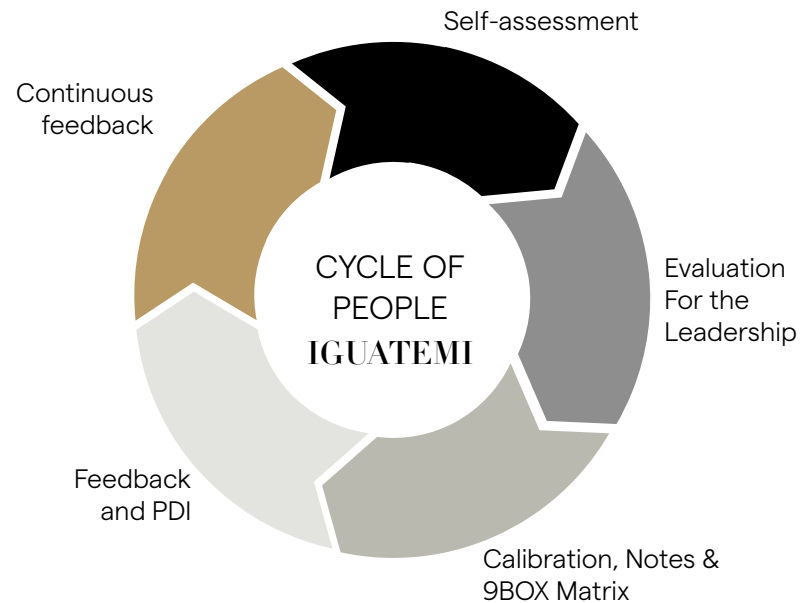 Self-assessment
Continuous
feedback
CYCLE OF
PEOPLE
IGUATEMI
Evaluation
For the
Leadership
Feedback
and PDI
Calibration, Notes &
9BOX Matrix